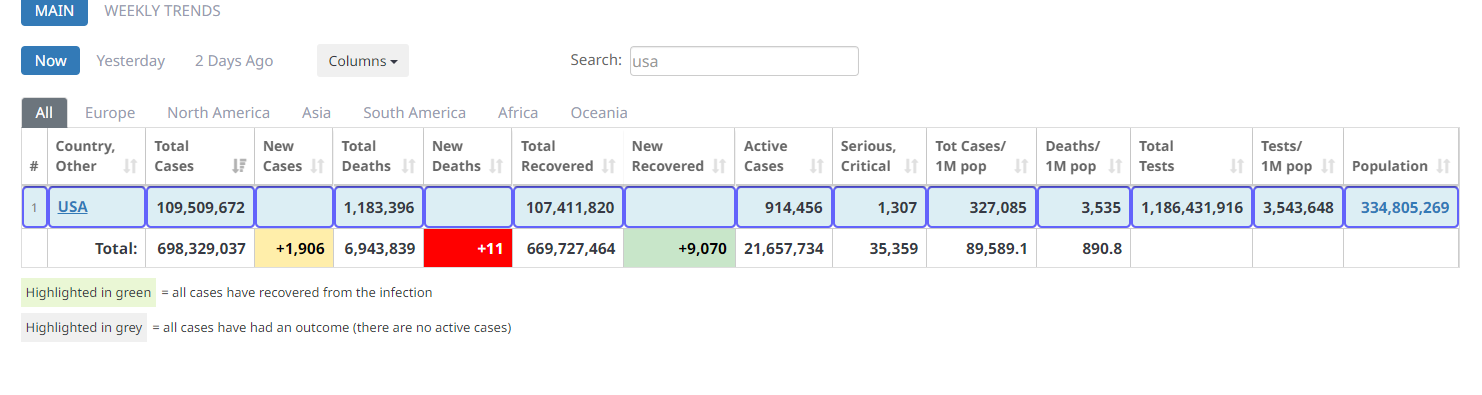 MAIN WEEKLY TRENDS
Now Yesterday 2 Days Ago Columns Search: usa
All Europe North America Asia South America Africa Oceania
# Country, Other Total Cases New Cases Total Deaths New Deaths Total Recovered New Recovered Active Cases Serious, Critical Tot Cases/ 1M pop Deaths/ 1M pop Total Tests Tests/ 1M pop Population
1 USA 109,509,672 1,183,396 107,411,820 914,456 1,307 327,085 3,535 1,186,431,916 3,543,648 334,805,269
Total: 698,329,037 +1,906 6,943,839 +11 669,727,464 +9,070 21,657,734 35,359 89,589.1 890.8
Highlighted in green = all cases have recovered from the infection
Highlighted in grey = all cases have had an outcome (there are no active cases)